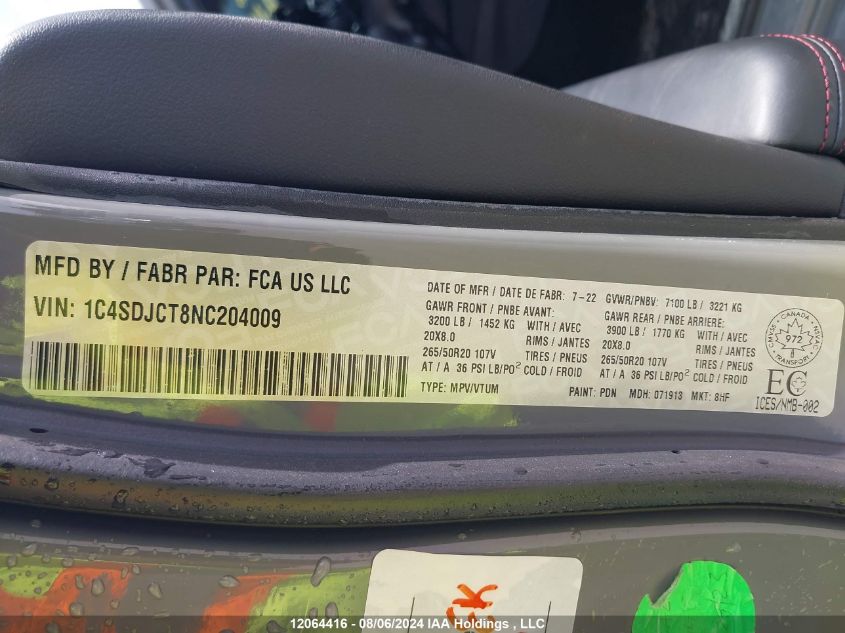 MFD BY / FABR PAR: FCA US LLC
VIN: 1C4SDJCT8NC204009
DATE OF MFR / DATE DE FABR: 7-22 GVWR/PNBV: 7100 LB / 3221 KG
GAWR FRONT / PNBE AVANT: GAWR REAR / PNBE ARRIERE:
3200 LB / 1452 KG WITH / AVEC 3900 LB / 1770 KG WITH / AVEC
20X8.0 RIMS / JANTES 20X8.0 RIMS / JANTES
265/50R20 107V TIRES / PNEUS 265/50R20 107V TIRES / PNEUS
AT / A 36 PSI LB/PO² COLD / FROID AT / A 36 PSI LB/PO² COLD / FROID
TYPE: MPV/VTUM PAINT: PDN MDH: 071913 MKT: 8HF
CANADA
CMVSS
NSVAC
972
TRANSPORT
EC
ICES/NMB-002
12064416 - 08/06/2024 IAA Holdings , LLC